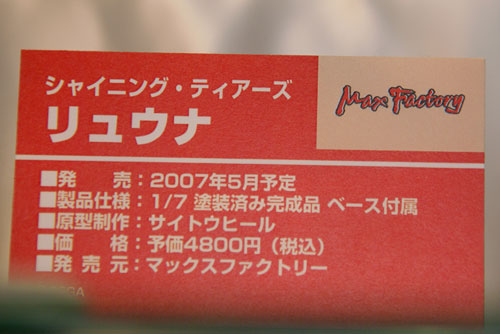 シャイニング・ティアーズ
Max Factory
リュウナ
■発　売：2007年5月予定
■製品仕様：1/7 塗装済み完成品 ベース付属
■原型制作：サイトウヒール
■価　格：予価4800円（税込）
■発 売 元：マックスファクトリー